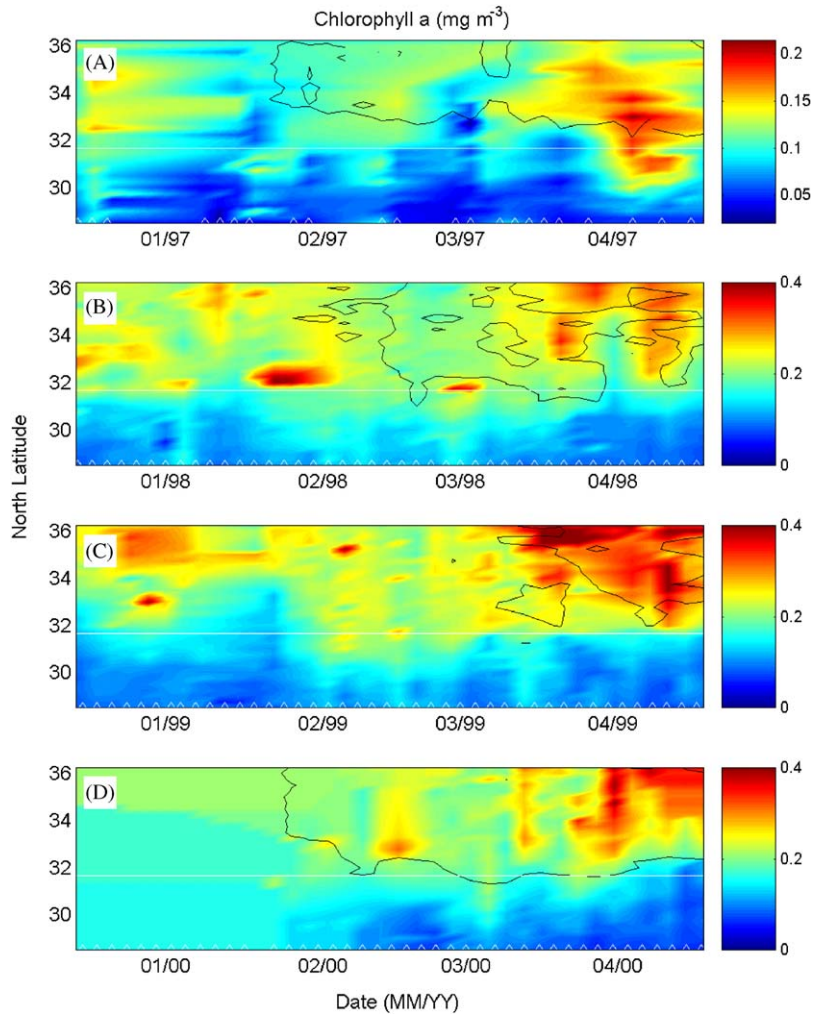 Chlorophyll a (mg m-3)
(A)
36
34
32
30
0.2
0.15
0.1
0.05
01/97 02/97 03/97 04/97
(B)
36
34
32
30
0.4
0.2
0
01/98 02/98 03/98 04/98
North Latitude
(C)
36
34
32
30
0.4
0.2
0
01/99 02/99 03/99 04/99
(D)
36
34
32
30
0.4
0.2
0
01/00 02/00 03/00 04/00
Date (MM/YY)